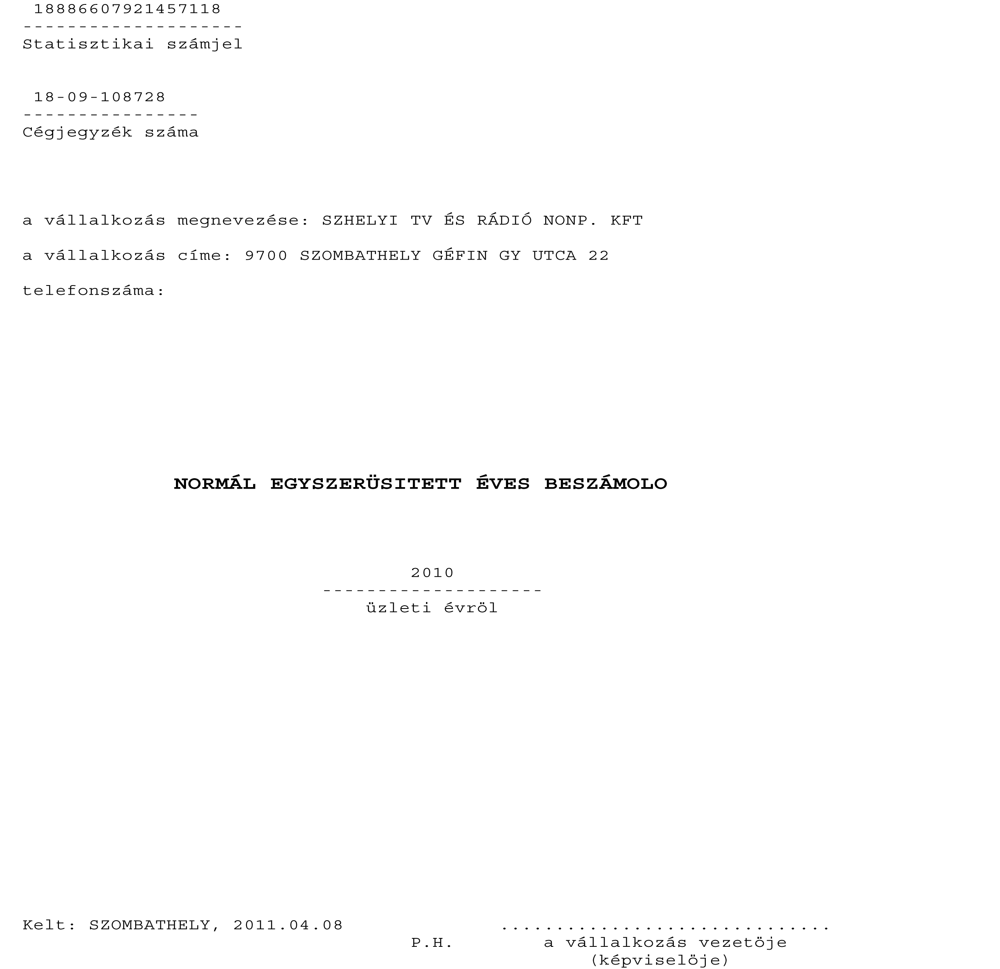 18886607921457118
--------------------
Statisztikai számjel
18-09-108728
----------------
Cégjegyzék száma
a vállalkozás megnevezése: SZHELYI TV ÉS RÁDIÓ NONP. KFT
a vállalkozás címe: 9700 SZOMBATHELY GÉFIN GY UTCA 22
telefonszáma:
NORMÁL EGYSZERÜSITETT ÉVES BESZÁMOLO
2010
--------------------
üzleti évröl
Kelt: SZOMBATHELY, 2011.04.08 ..............................
P.H. a vállalkozás vezetöje
(képviselöje)